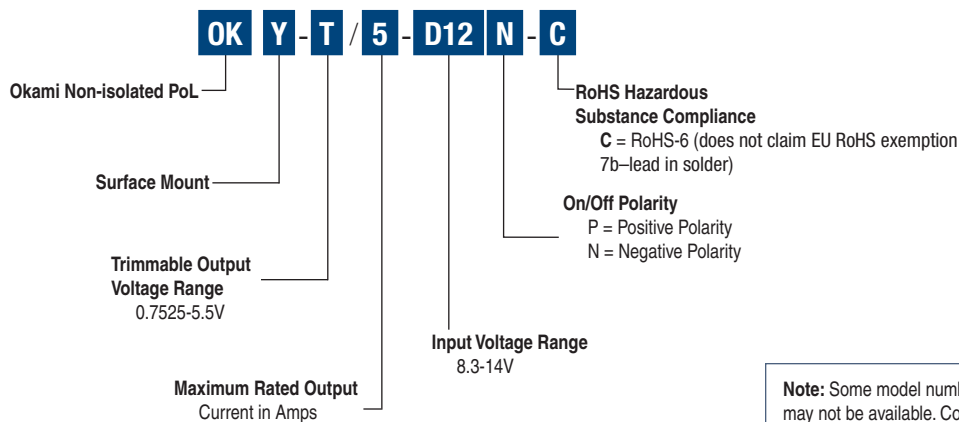 OK Y - T / 5 - D12 N - C
Okami Non-isolated PoL
RoHS Hazardous
Substance Compliance
C = RoHS-6 (does not claim EU RoHS exemption
7b–lead in solder)
Surface Mount
On/Off Polarity
P = Positive Polarity
N = Negative Polarity
Trimmable Output
Voltage Range
0.7525-5.5V
Input Voltage Range
8.3-14V
Maximum Rated Output
Current in Amps
Note: Some model
may not be available.